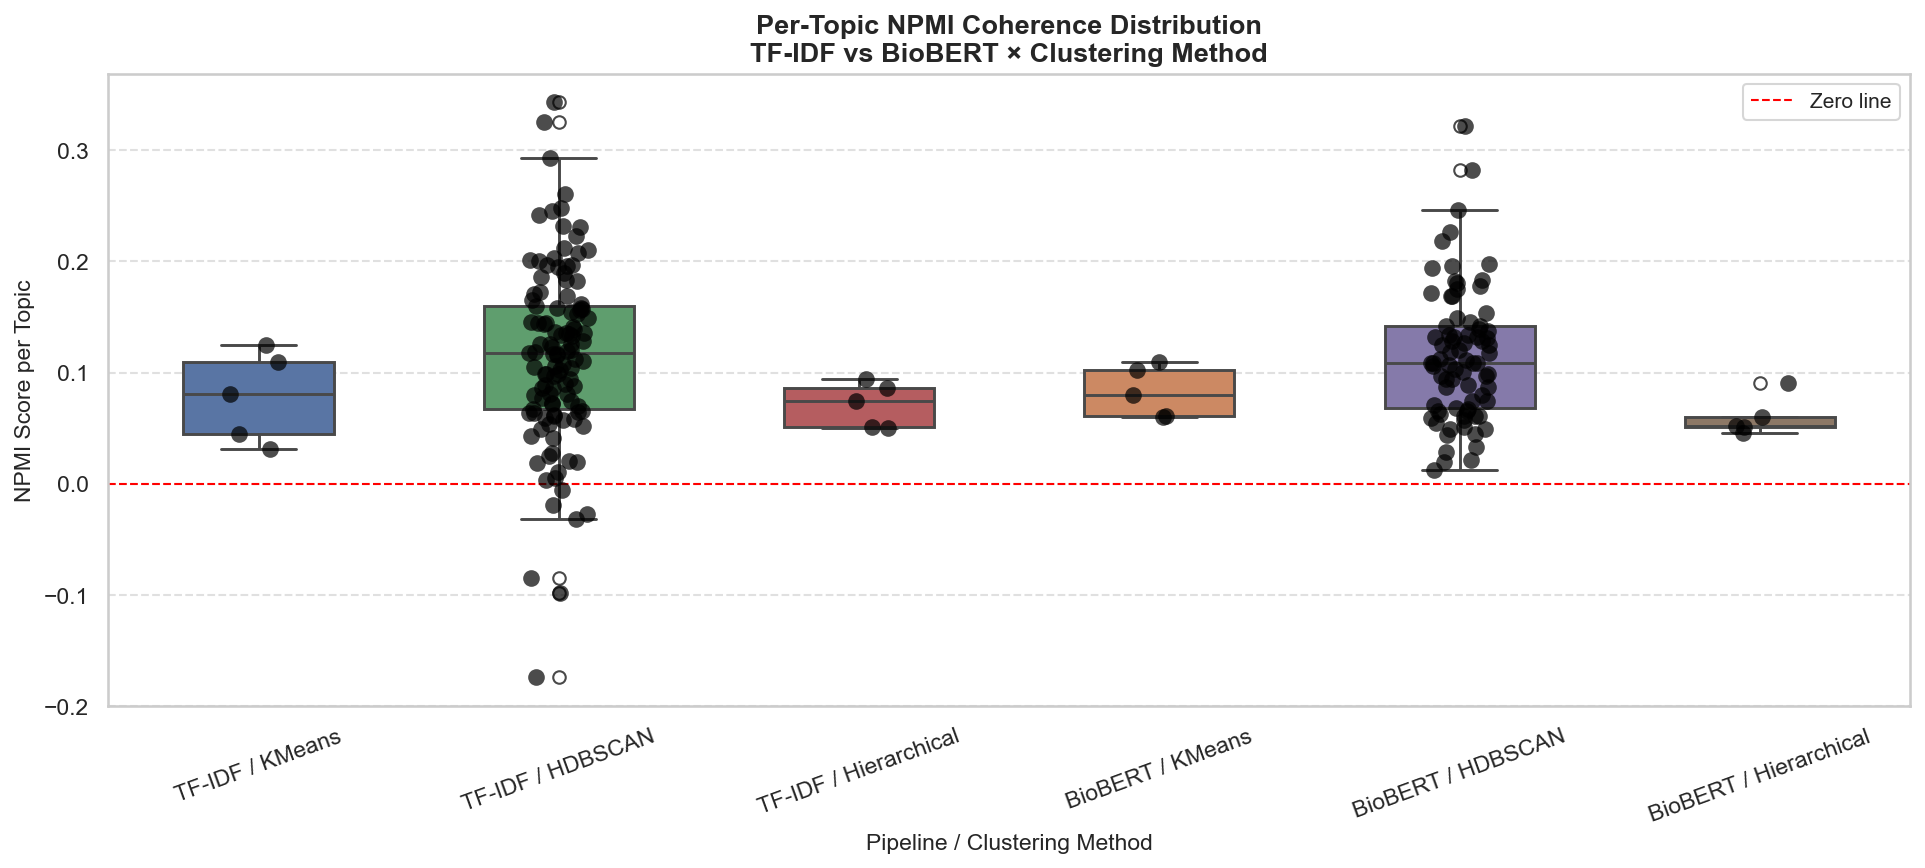 Per-Topic NPMI Coherence Distribution
TF-IDF vs BioBERT × Clustering Method
Zero line
NPMI Score per Topic
0.3
0.2
0.1
0.0
−0.1
−0.2
TF-IDF / KMeans
TF-IDF / HDBSCAN
TF-IDF / Hierarchical
BioBERT / KMeans
BioBERT / HDBSCAN
BioBERT / Hierarchical
Pipeline / Clustering Method